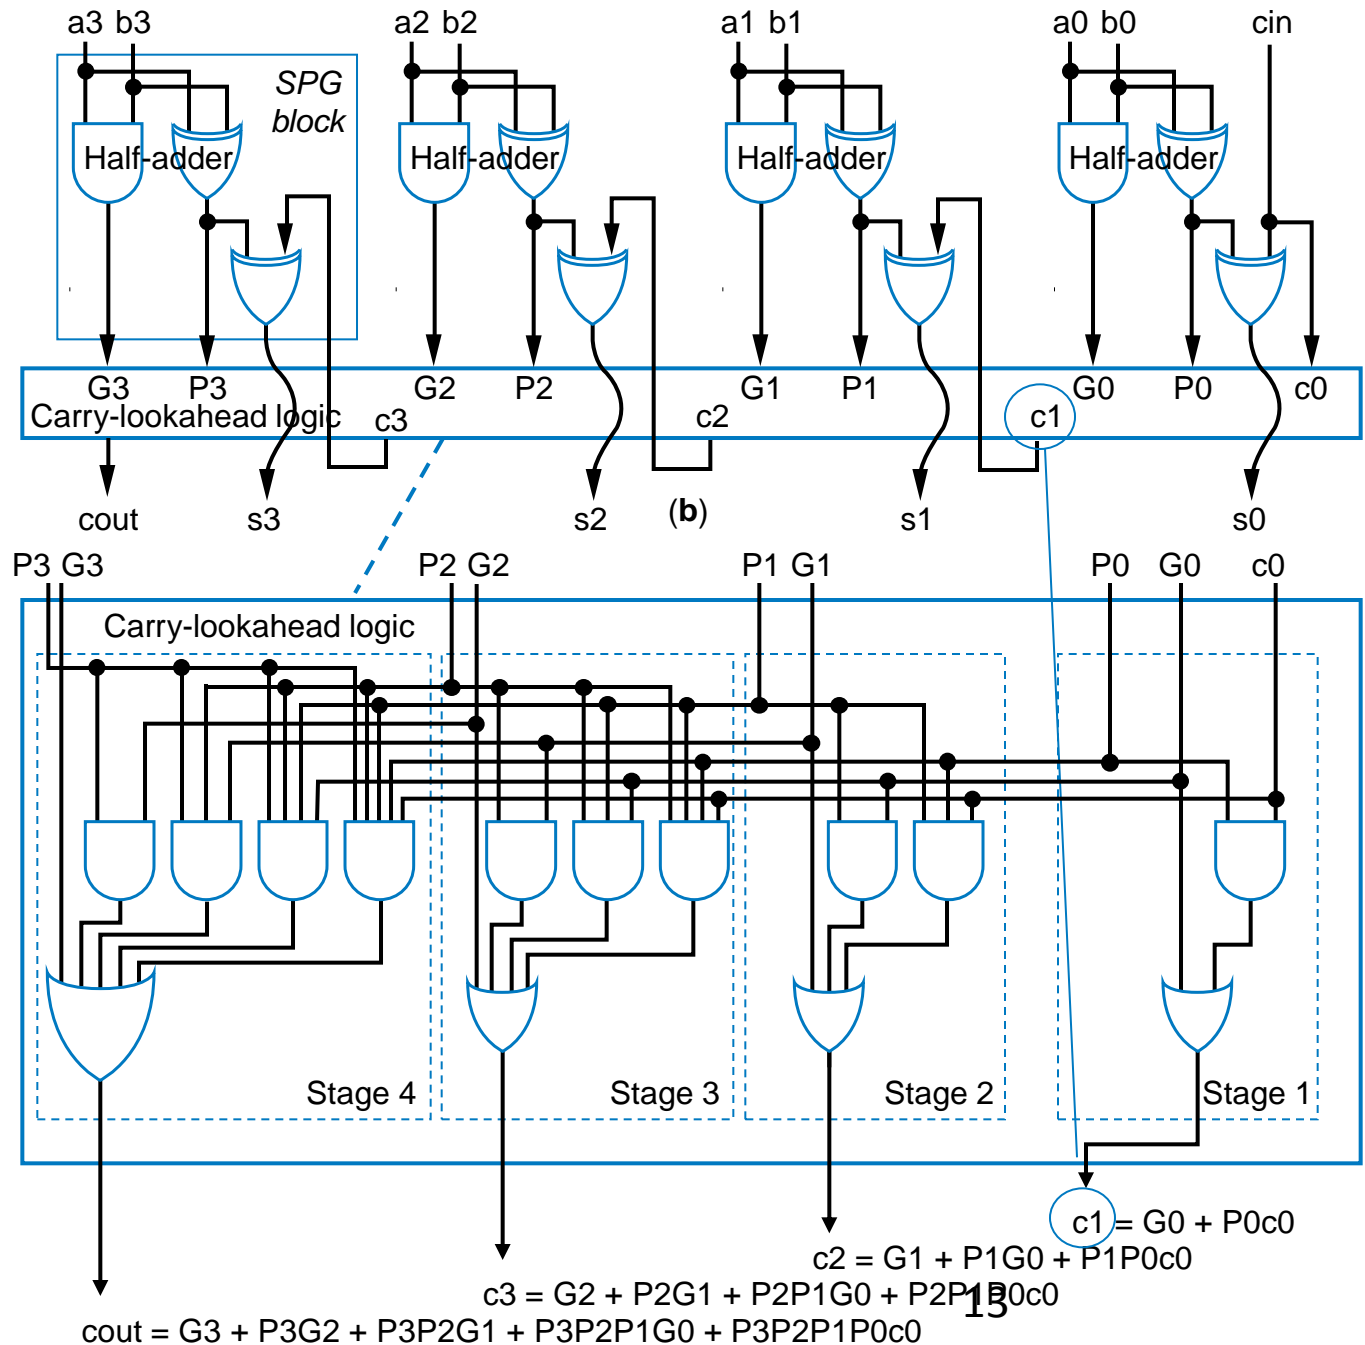 a3 b3 a2 b2 a1 b1 a0 b0 cin
SPG
block
Half-adder Half-adder Half-adder Half-adder
G3 P3 G2 P2 G1 P1 G0 P0 c0
Carry-lookahead logic c3 c2 c1
cout s3 s2 (b) s1 s0
P3 G3 P2 G2 P1 G1 P0 G0 c0
Carry-lookahead logic
Stage 4 Stage 3 Stage 2 Stage 1
c1 = G0 + P0c0
c2 = G1 + P1G0 + P1P0c0
c3 = G2 + P2G1 + P2P1G0 + P2P1P0c0
13
cout = G3 + P3G2 + P3P2G1 + P3P2P1G0 + P3P2P1P0c0